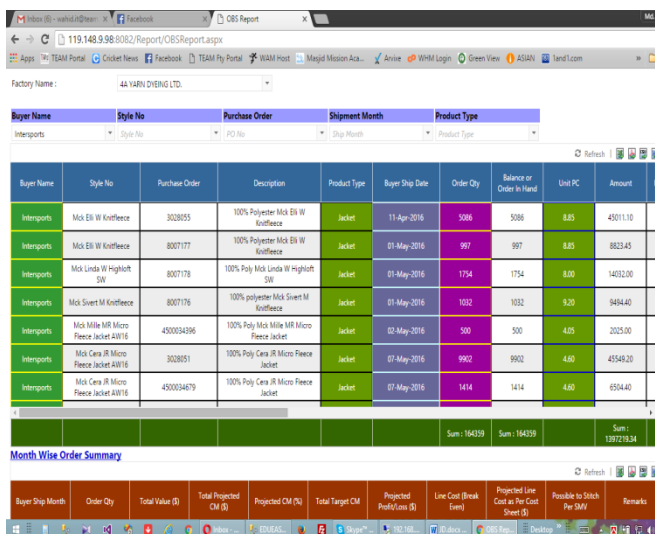 Inbox (6) - wahid.it@team
Facebook
OBS Report
Md.
119.148.9.98:8082/Report/OBSReport.aspx
Apps TEAM Portal Cricket News Facebook TEAM Fty Portal WAM Host Masjid Mission Aca... Arvive WHM Login Green View ASIAN 1and1.com »
Factory Name : 4A YARN DYEING LTD.
Buyer Name Style No Purchase Order Shipment Month Product Type
Intersports Style No PO No Ship Month Product Type
Refresh
Buyer Name Style No Purchase Order Description Product Type Buyer Ship Date Order Qty Balance or Order In Hand Unit PC Amount
Intersports Mck Elli W Knitfleece 3028055 100% Polyester Mck Elli W Knitfleece Jacket 11-Apr-2016 5086 5086 8.85 45011.10
Intersports Mck Elli W Knitfleece 8007177 100% Polyester Mck Elli W Knitfleece Jacket 01-May-2016 997 997 8.85 8823.45
Intersports Mck Linda W Highloft SW 8007178 100% Poly Mck Linda W Highloft SW Jacket 01-May-2016 1754 1754 8.00 14032.00
Intersports Mck Sivert M Knitfleece 8007176 100% polyester Mck Sivert M Knitfleece Jacket 01-May-2016 1032 1032 9.20 9494.40
Intersports Mck Mille MR Micro Fleece Jacket AW16 4500034396 100% Poly Mck Mille MR Micro Fleece Jacket Jacket 02-May-2016 500 500 4.05 2025.00
Intersports Mck Cera JR Micro Fleece Jacket AW16 3028051 100% Poly Cera JR Micro Fleece Jacket Jacket 07-May-2016 9902 9902 4.60 45549.20
Intersports Mck Cera JR Micro Fleece Jacket AW16 4500034679 100% Poly Cera JR Micro Fleece Jacket Jacket 07-May-2016 1414 1414 4.60 6504.40
Sum : 164359 Sum : 164359 Sum : 1397219.34
Month Wise Order Summary
Refresh
Buyer Ship Month Order Qty Total Value ($) Total Projected CM ($) Projected CM (%) Total Target CM Projected Profit/Loss ($) Line Cost (Break Even) Projected Line Cost as Per Cost Sheet ($) Possible to Stitch Per SMV Remarks
Inbox - ... EDUEAS... Skype™ ... 192.168.... JD.docx ... OBS Rep... Desktop »